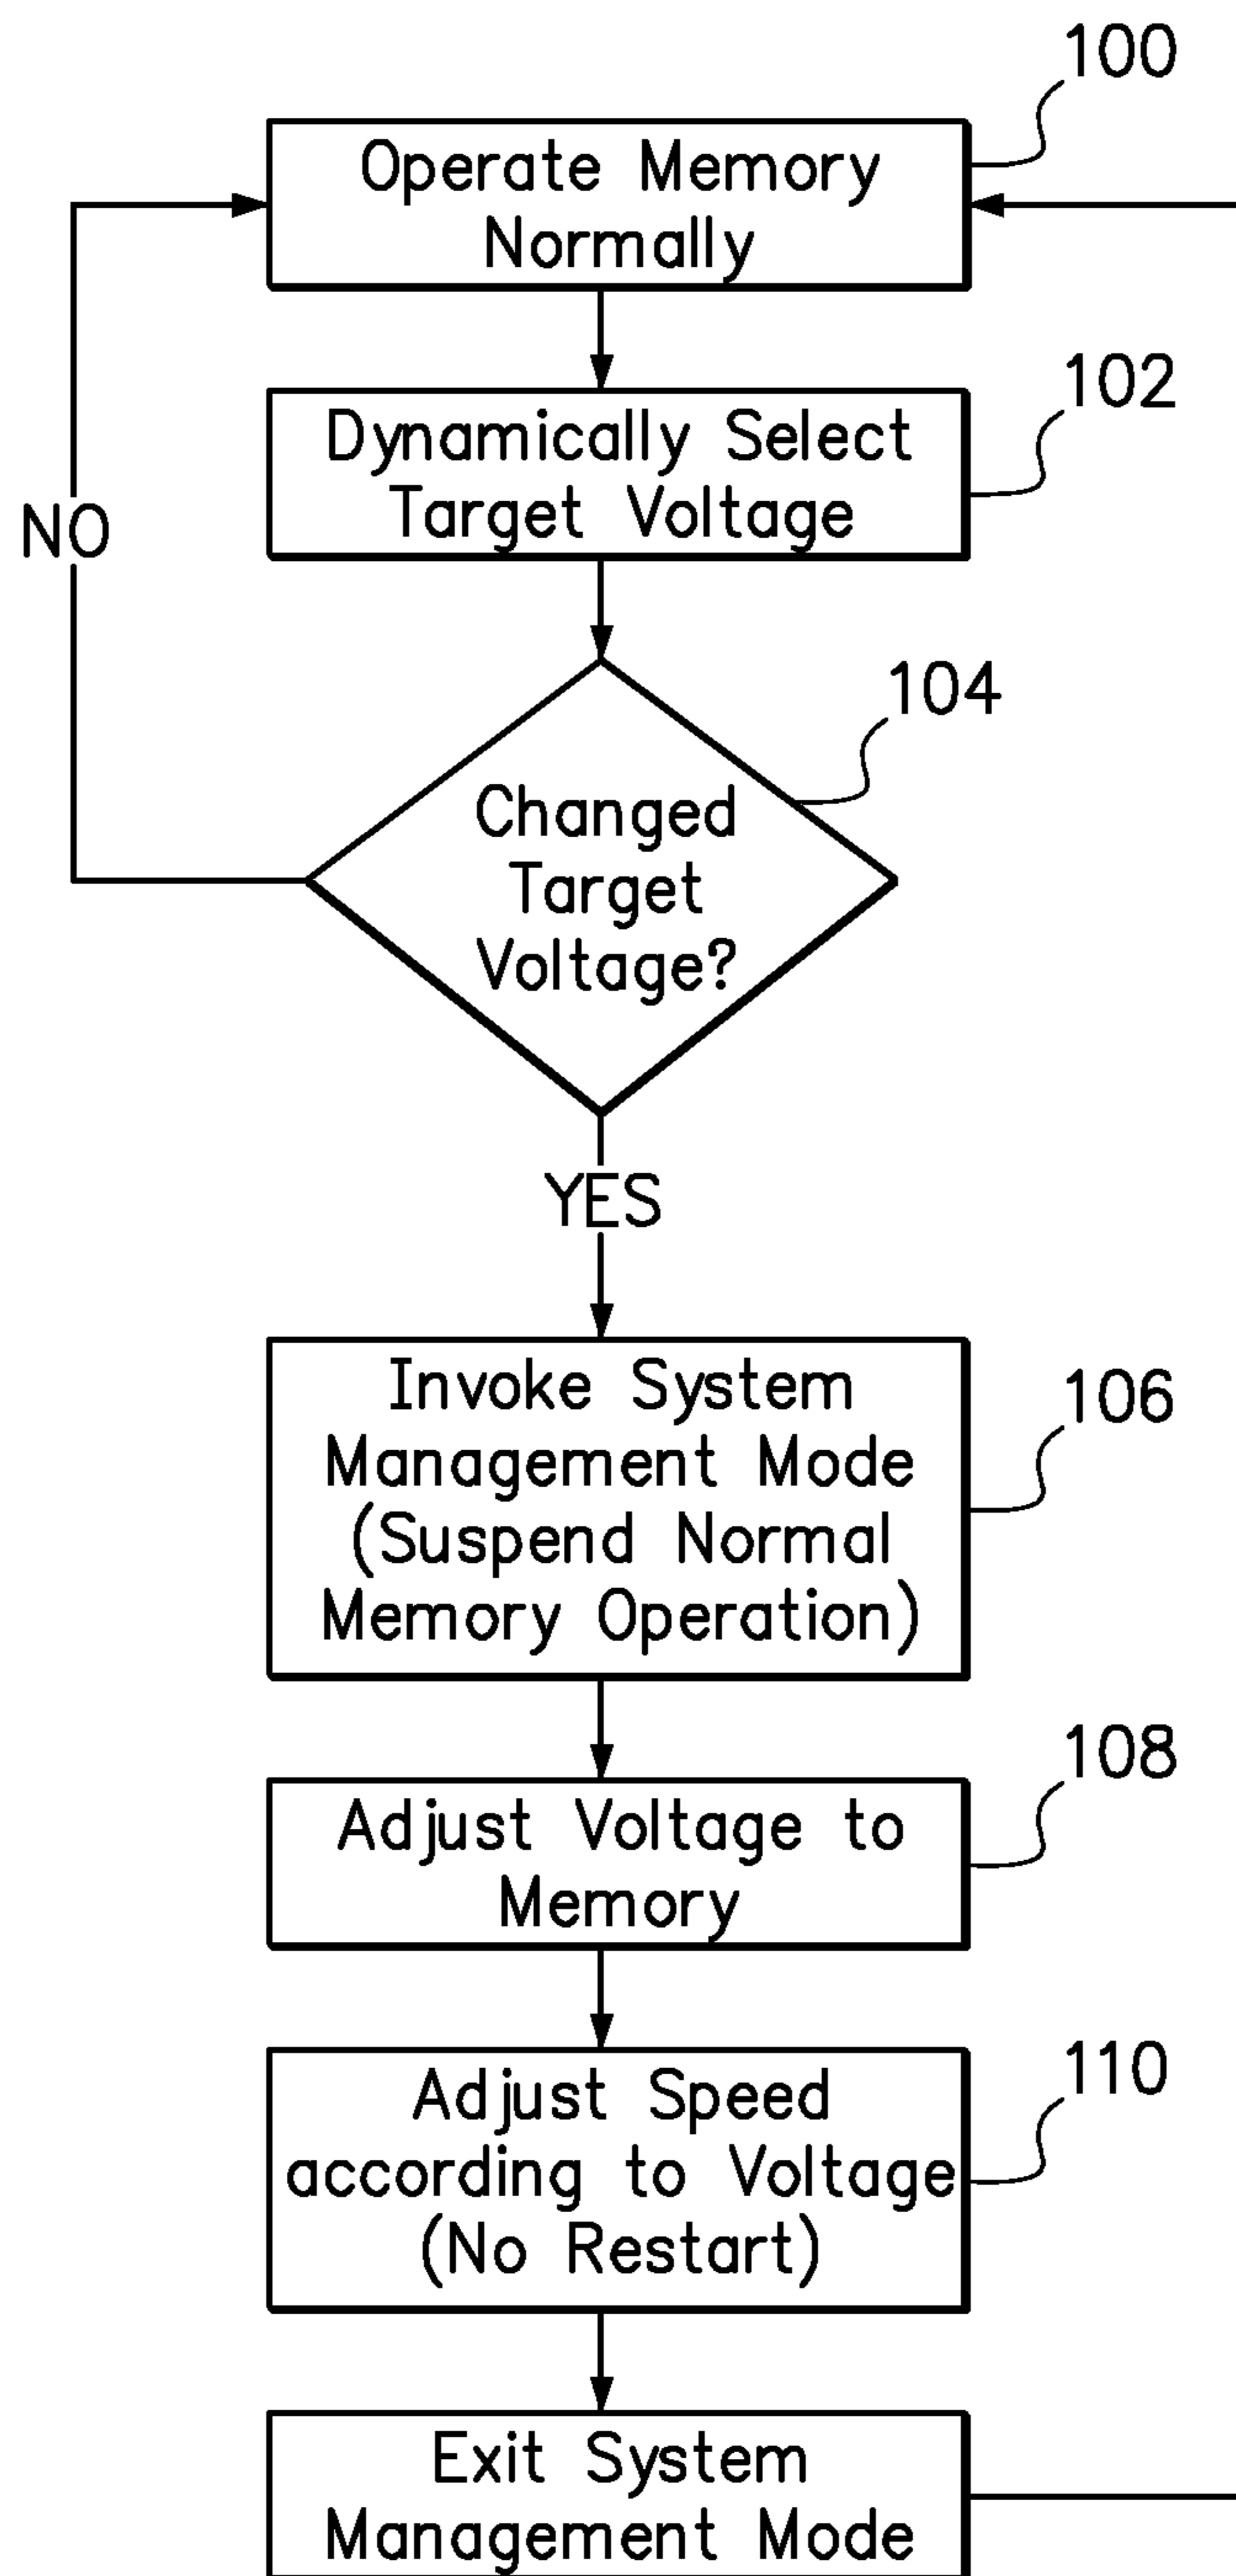 100
Operate Memory
Normally
102
Dynamically Select
Target Voltage
NO
104
Changed
Target
Voltage?
YES
106
Invoke System
Management Mode
(Suspend Normal
Memory Operation)
108
Adjust Voltage to
Memory
110
Adjust Speed
according to Voltage
(No Restart)
Exit System
Management Mode